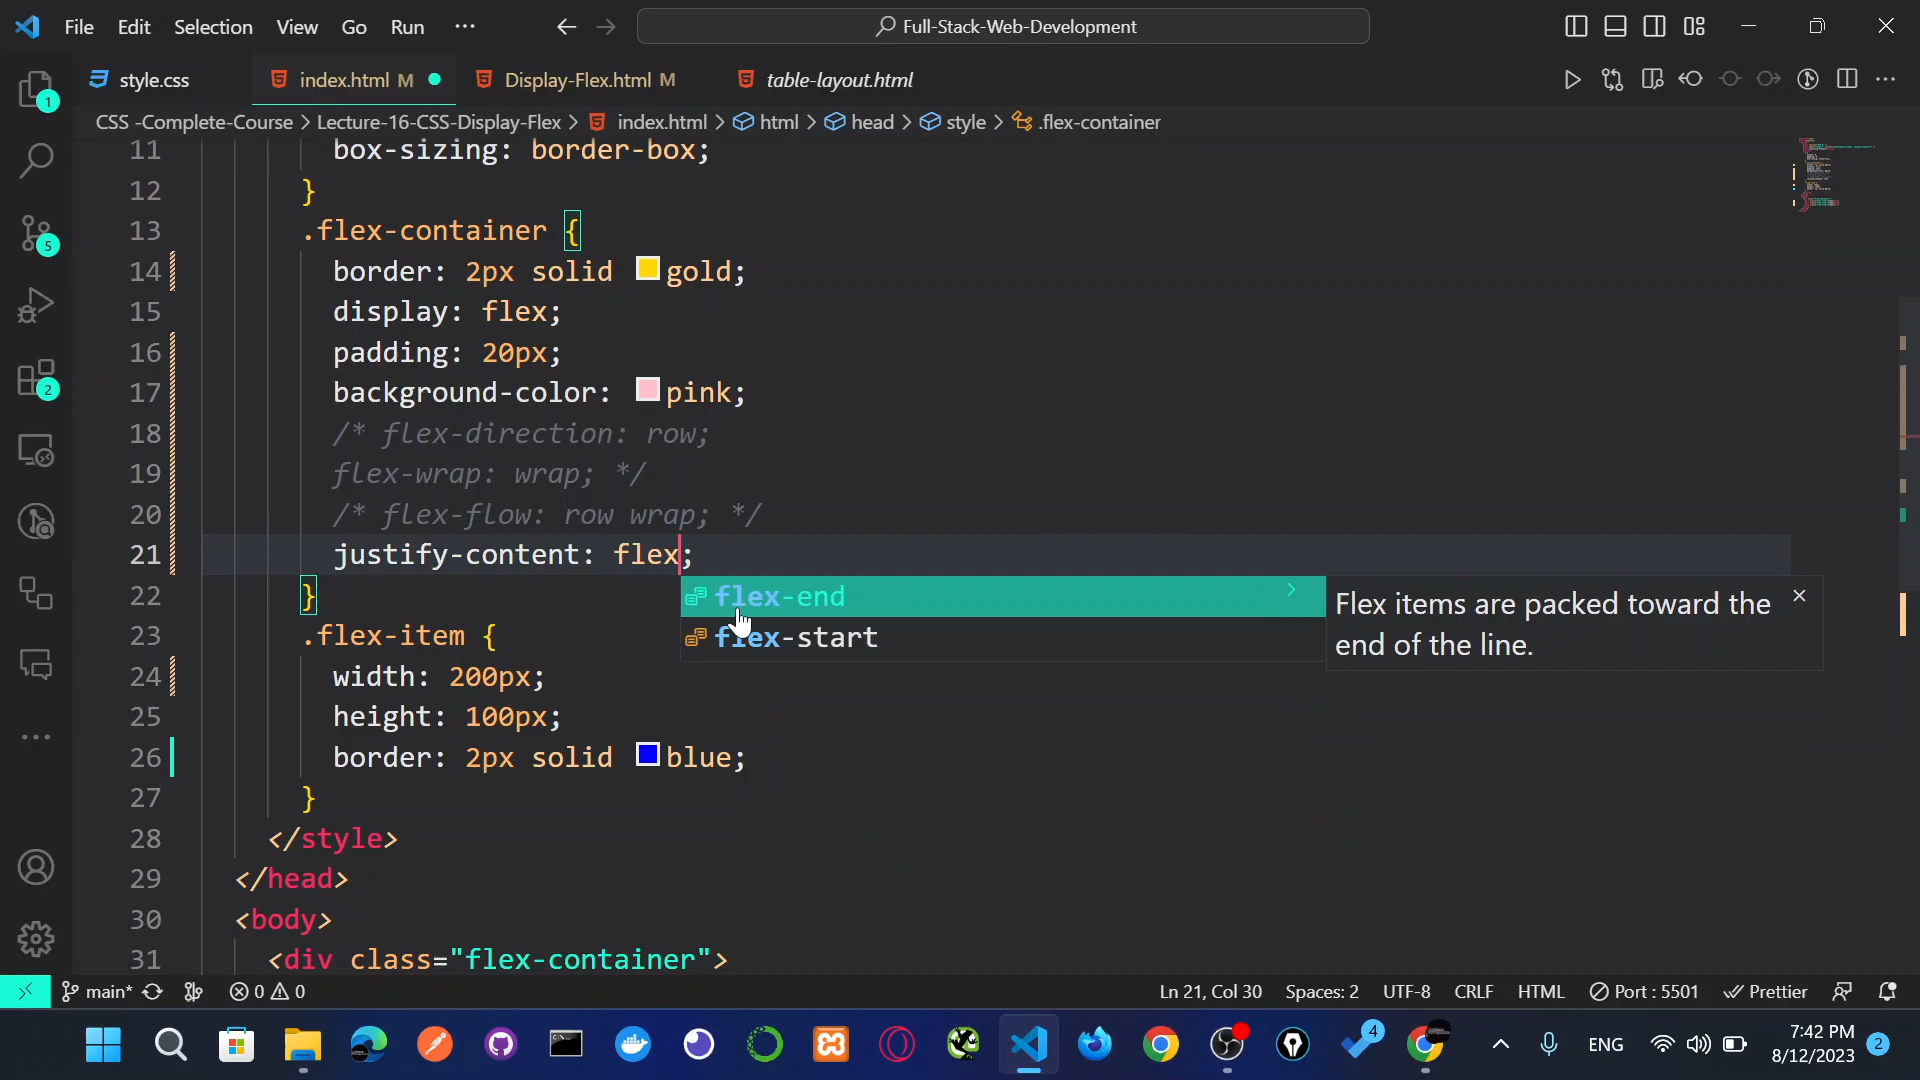 File Edit Selection View Go Run ··· Full-Stack-Web-Development
style.css index.html M Display-Flex.html M table-layout.html
CSS -Complete-Course > Lecture-16-CSS-Display-Flex > index.html > html > head > style > .flex-container
11 box-sizing: border-box;
12 }
13 .flex-container {
14 border: 2px solid gold;
15 display: flex;
16 padding: 20px;
17 background-color: pink;
18 /* flex-direction: row;
19 flex-wrap: wrap; */
20 /* flex-flow: row wrap; */
21 justify-content: flex;
flex-end
flex-start
Flex items are packed toward the
end of the line.
22 }
23 .flex-item {
24 width: 200px;
25 height: 100px;
26 border: 2px solid blue;
27 }
28 </style>
29 </head>
30 <body>
31 <div class="flex-container">
1
5
2
main* 0 0 Ln 21, Col 30 Spaces: 2 UTF-8 CRLF HTML Port : 5501 Prettier
4 ENG 7:42 PM 2
8/12/2023